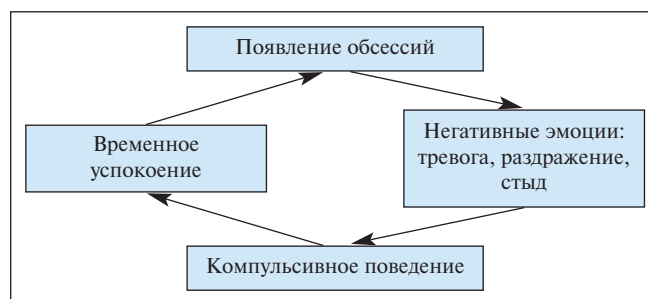 Появление обсессий
Временное
успокоение
Негативные эмоции:
тревога, раздражение,
стыд
Компульсивное поведение